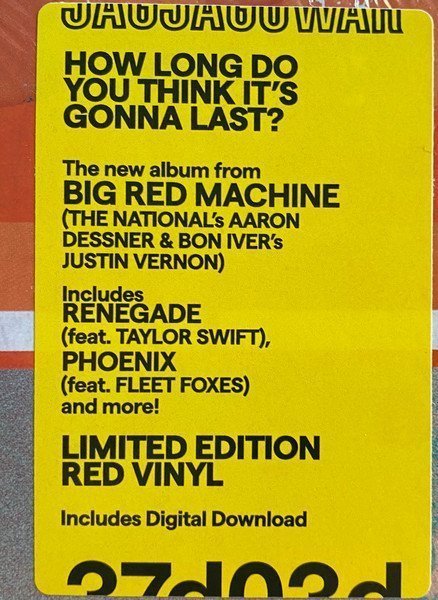 JAGJAGUWAR
HOW LONG DO
YOU THINK IT'S
GONNA LAST?
The new album from
BIG RED MACHINE
(THE NATIONAL's AARON
DESSNER & BON IVER's
JUSTIN VERNON)
Includes
RENEGADE
(feat. TAYLOR SWIFT),
PHOENIX
(feat. FLEET FOXES)
and more!
LIMITED EDITION
RED VINYL
Includes Digital Download
37d03d